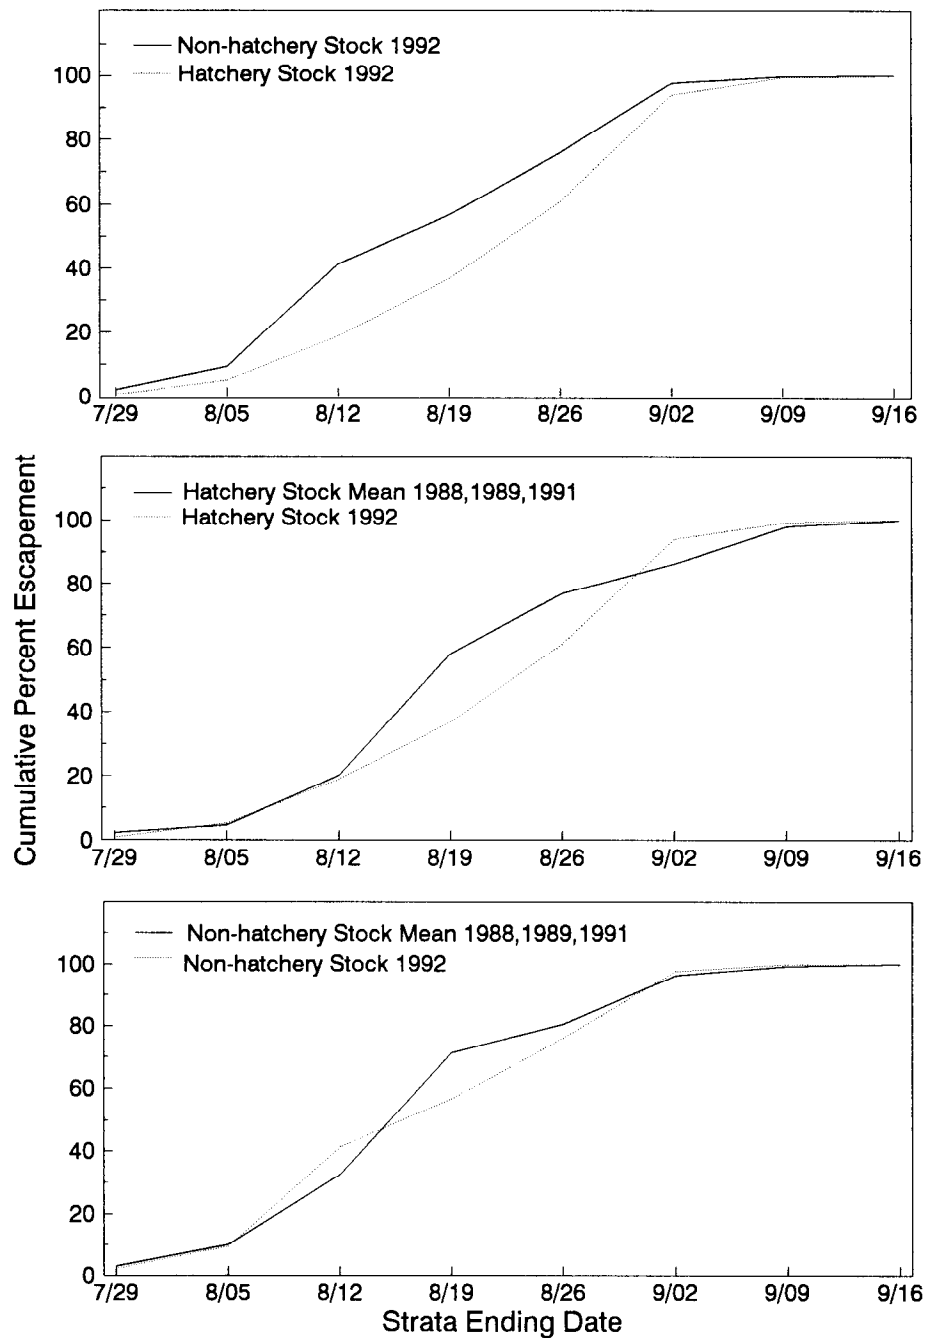 Non-hatchery Stock 1992
Hatchery Stock 1992
100
80
60
40
20
0
7/29 8/05 8/12 8/19 8/26 9/02 9/09 9/16
Cumulative Percent Escapement
Hatchery Stock Mean 1988,1989,1991
Hatchery Stock 1992
100
80
60
40
20
0
7/29 8/05 8/12 8/19 8/26 9/02 9/09 9/16
Non-hatchery Stock Mean 1988,1989,1991
Non-hatchery Stock 1992
100
80
60
40
20
0
7/29 8/05 8/12 8/19 8/26 9/02 9/09 9/16
Strata Ending Date